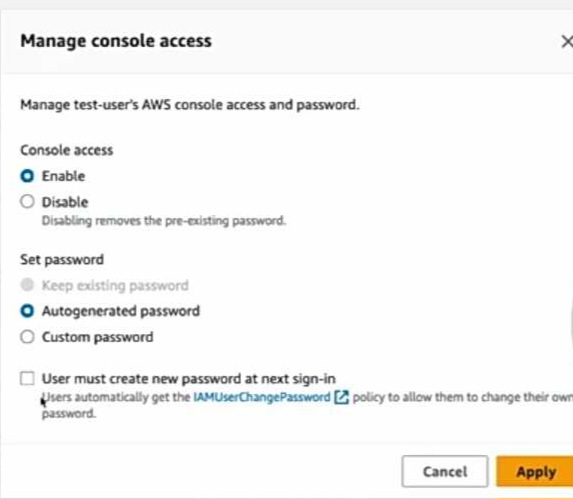 Manage console access
Manage test-user's AWS console access and password.
Console access
Enable
Disable
Disabling removes the pre-existing password.
Set password
Keep existing password
Autogenerated password
Custom password
User must create new password at next sign-in
Users automatically get the IAMUserChangePassword policy to allow them to change their own
password.
Cancel Apply